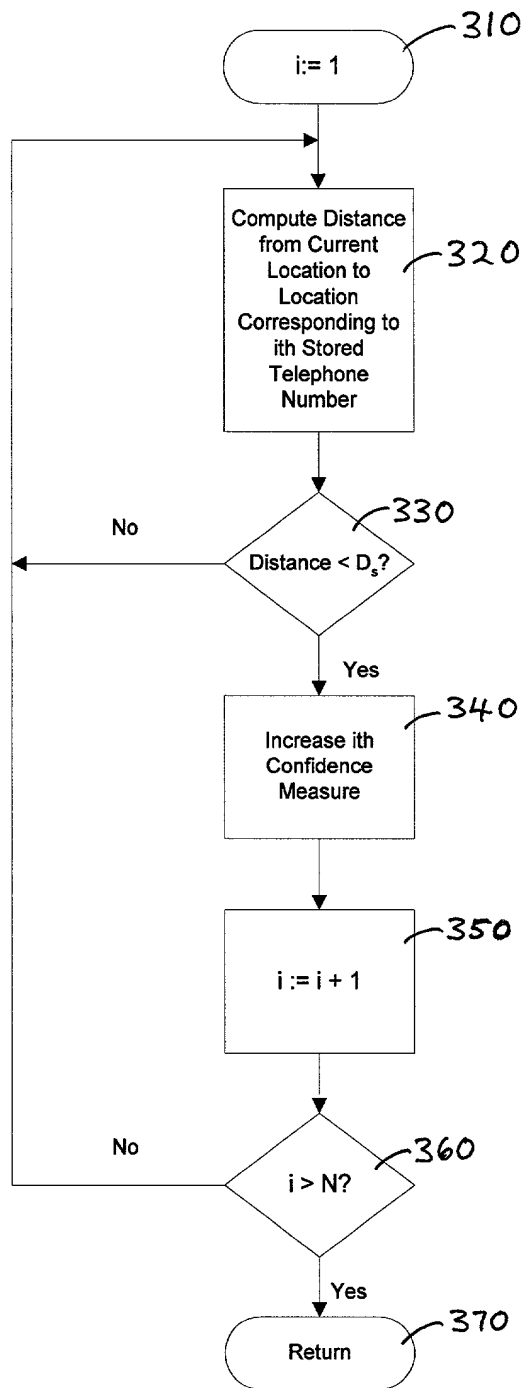 310
i:= 1
Compute Distance
from Current
Location to
Location
Corresponding to
ith Stored
Telephone
Number
320
330
No
Distance < Dₛ?
Yes
340
Increase ith
Confidence
Measure
350
i := i + 1
No
360
i > N?
Yes
370
Return